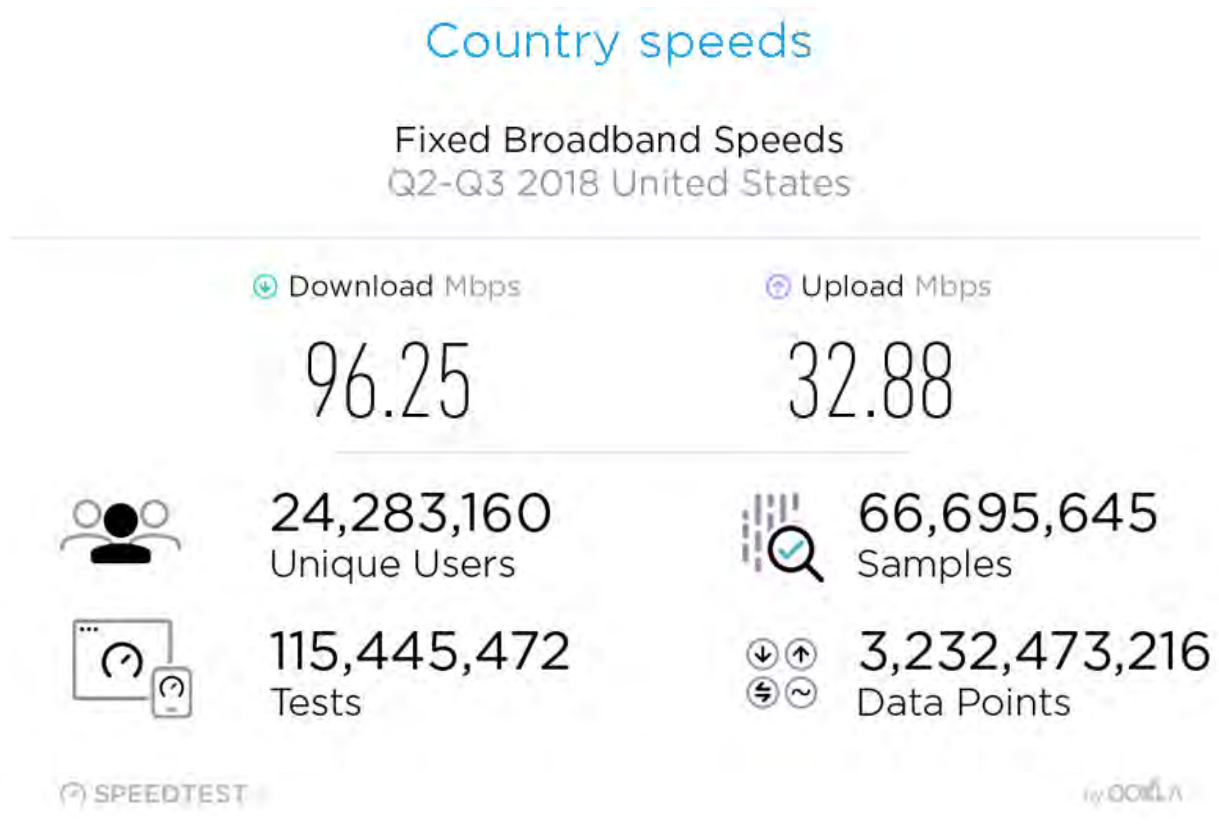 Country speeds
Fixed Broadband Speeds
Q2-Q3 2018 United States
Download Mbps
Upload Mbps
96.25
32.88
24,283,160
Unique Users
66,695,645
Samples
115,445,472
Tests
3,232,473,216
Data Points
SPEEDTEST
by OOKLA